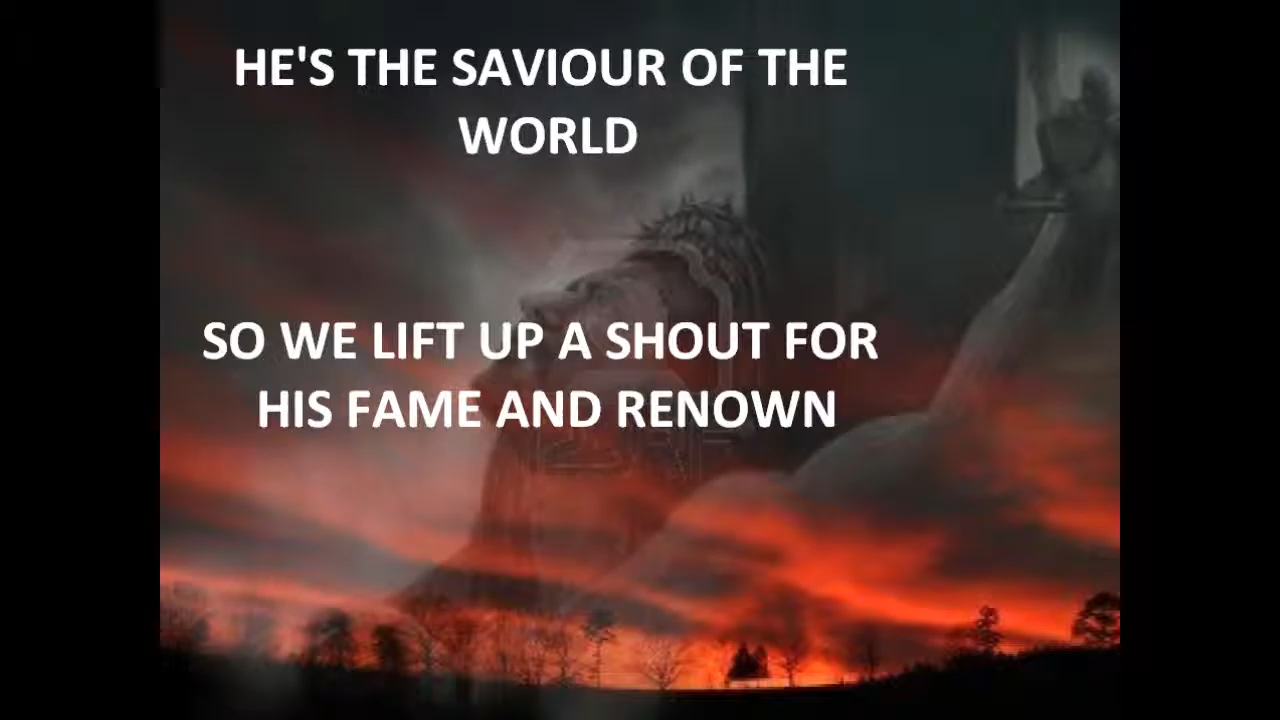 HE'S THE SAVIOUR OF THE
WORLD
SO WE LIFT UP A SHOUT FOR
HIS FAME AND RENOWN